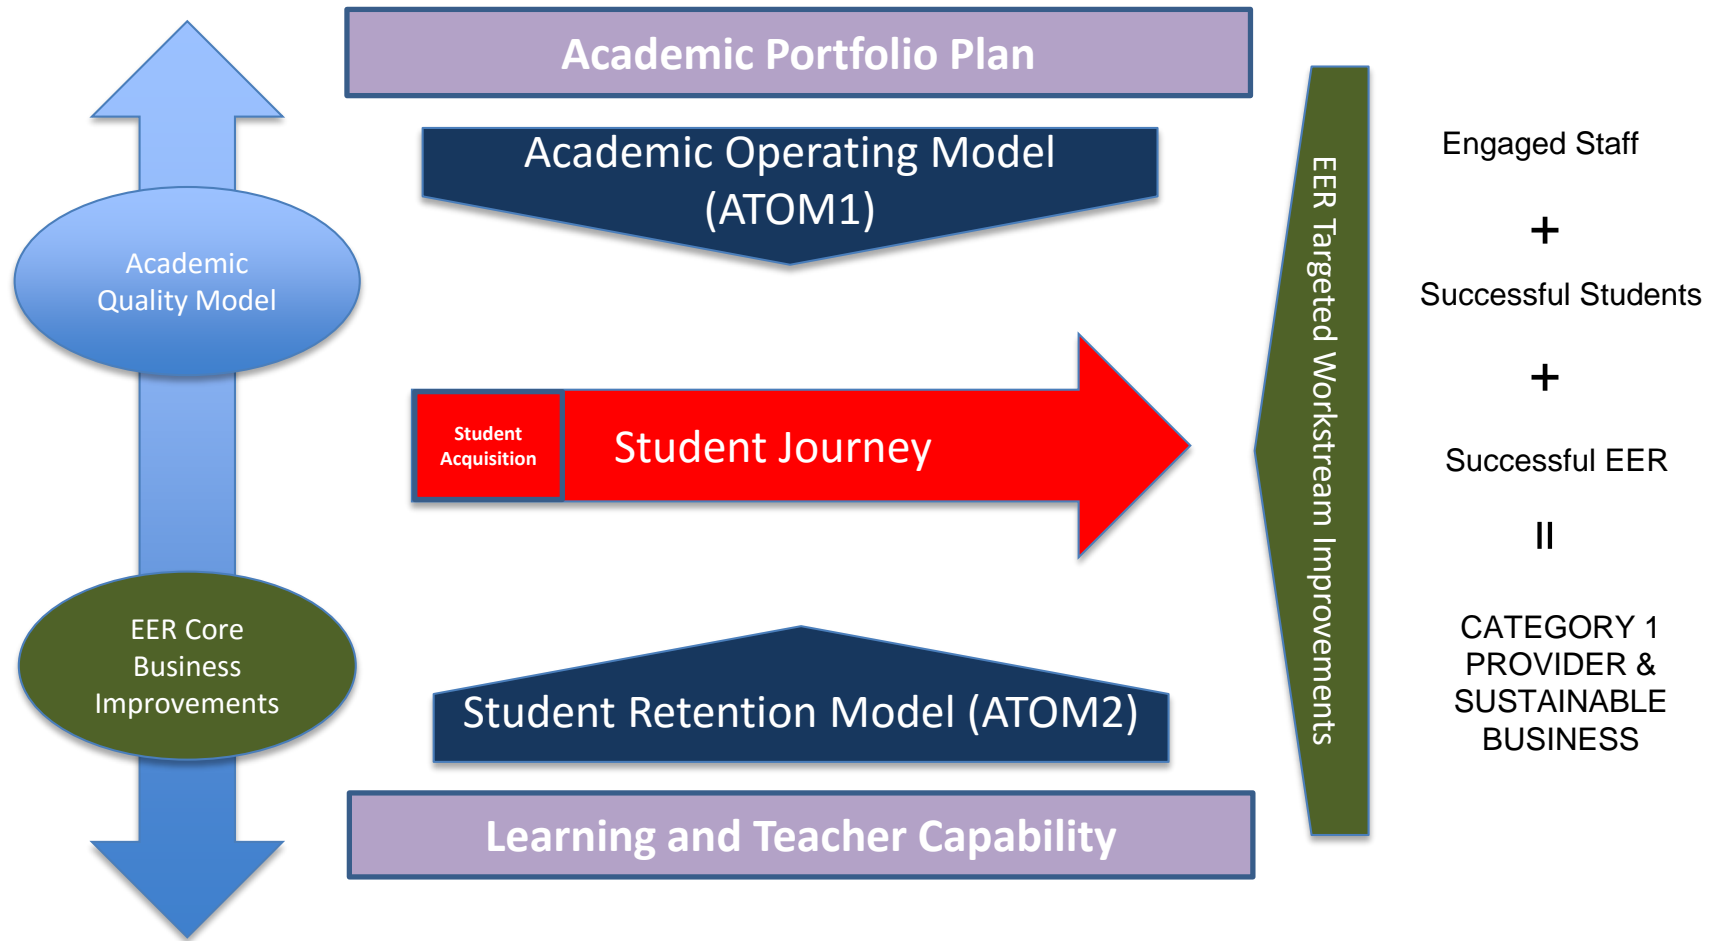 Academic Portfolio Plan
Academic Operating Model
(ATOM1)
Academic
Quality Model
Student
Acquisition
Student Journey
EER Core
Business
Improvements
Student Retention Model (ATOM2)
Learning and Teacher Capability
EER Targeted Workstream Improvements
Engaged Staff
+
Successful Students
+
Successful EER
=
CATEGORY 1
PROVIDER &
SUSTAINABLE
BUSINESS